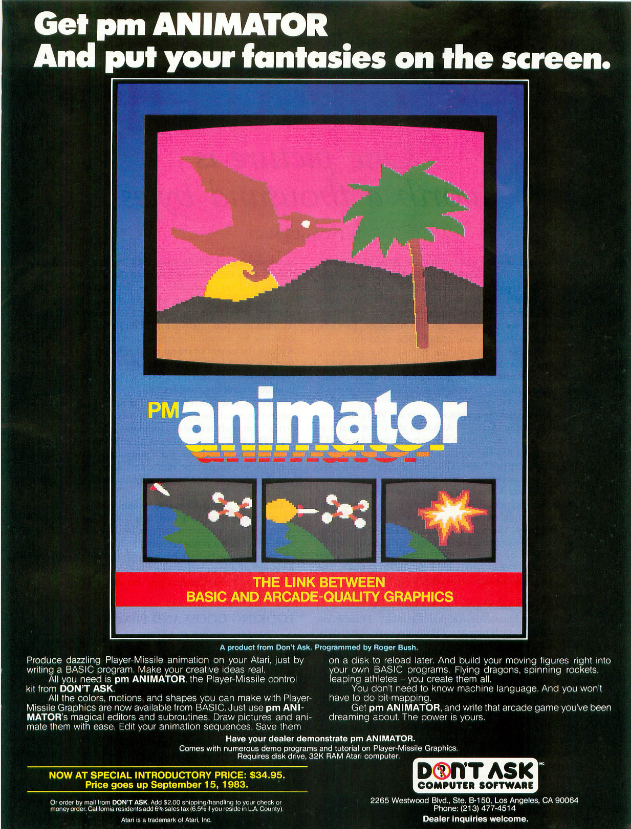 Get pm ANIMATOR
And put your fantasies on the screen.
PM animator
THE LINK BETWEEN
BASIC AND ARCADE-QUALITY GRAPHICS
A product from Don't Ask. Programmed by Roger Bush.
Produce dazzling Player-Missile animation on your Atari, just by
writing a BASIC program. Make your creative ideas real.
All you need is pm ANIMATOR, the Player-Missile control
kit from DON'T ASK.
All the colors, motions, and shapes you can make with Player-
Missile Graphics are now available from BASIC. Just use pm ANI-
MATOR's magical editors and subroutines. Draw pictures and ani-
mate them with ease. Edit your animation sequences. Save them
on a disk to reload later. And build your moving figures right into
your own BASIC programs. Flying dragons, spinning rockets,
leaping athletes – you create them all.
You don't need to know machine language. And you won't
have to do bit-mapping.
Get pm ANIMATOR, and write that arcade game you've been
dreaming about. The power is yours.
Have your dealer demonstrate pm ANIMATOR.
Comes with numerous demo programs and tutorial on Player-Missile Graphics.
Requires disk drive, 32K RAM Atari computer.
NOW AT SPECIAL INTRODUCTORY PRICE: $34.95.
Price goes up September 15, 1983.
Or order by mail from DON'T ASK. Add $2.00 shipping/handling to your check or
money order. California residents add 6% sales tax (6.5% if you reside in L.A. County).
Atari is a trademark of Atari, Inc.
DON'T ASK
COMPUTER SOFTWARE
2265 Westwood Blvd., Ste. B-150, Los Angeles, CA 90064
Phone: (213) 477-4514
Dealer inquiries welcome.